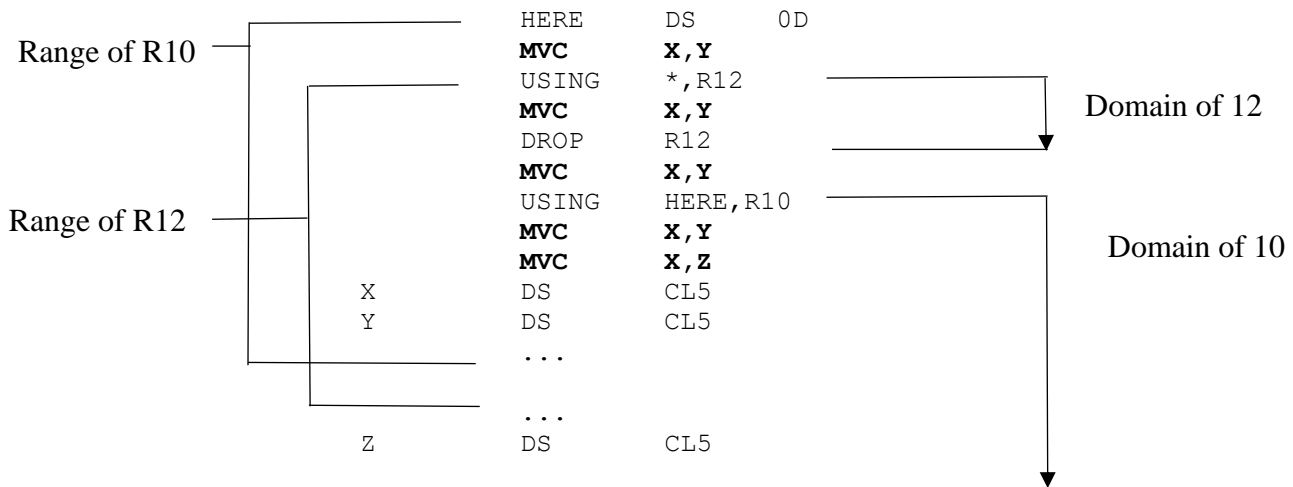 HERE DS 0D
Range of R10 MVC X,Y
USING *,R12
MVC X,Y Domain of 12
DROP R12
MVC X,Y
USING HERE,R10
Range of R12 MVC X,Y
MVC X,Z Domain of 10
X DS CL5
Y DS CL5
...
...
Z DS CL5